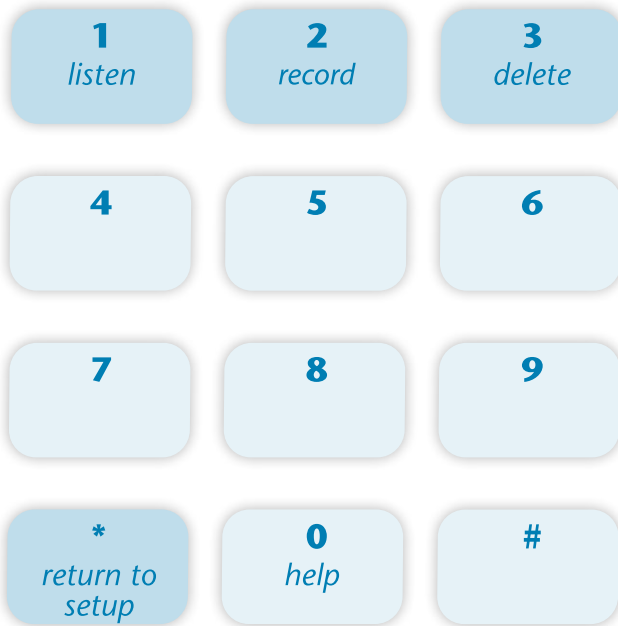 1 2 3
listen record delete
4 5 6
7 8 9
* 0 #
return to help
setup